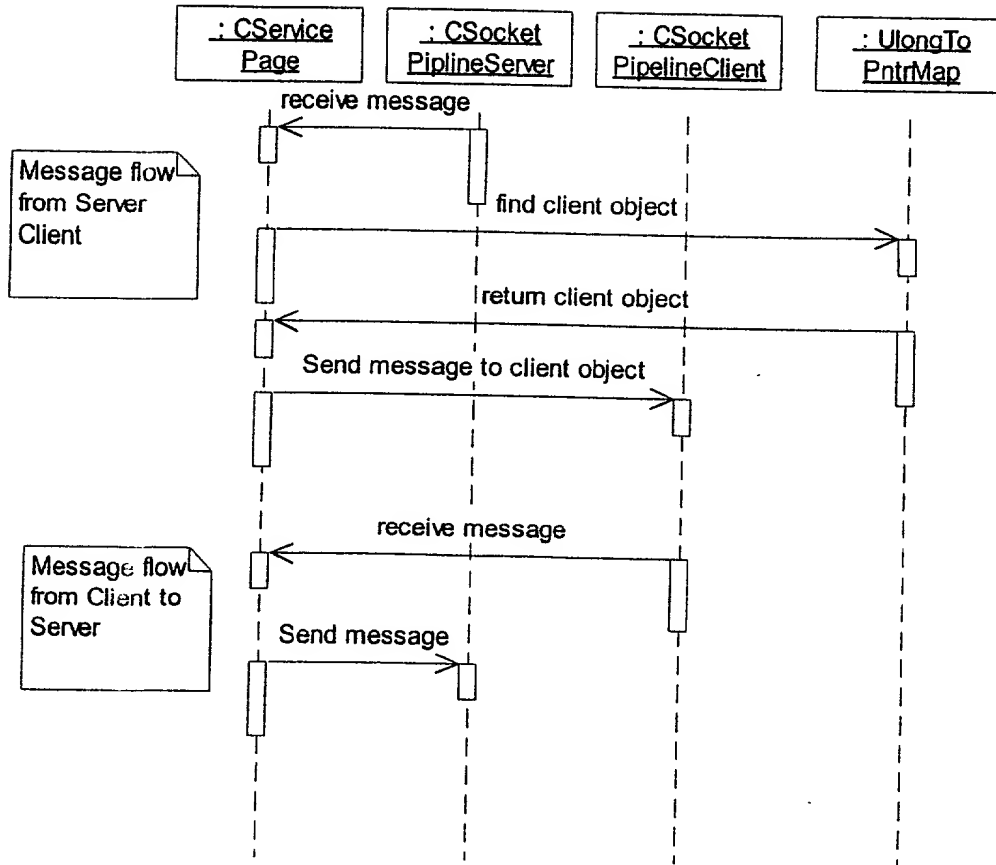 : CService
Page
: CSocket
PiplineServer
: CSocket
PipelineClient
: UlongTo
PntrMap
receive message
Message flow
from Server
Client
find client object
return client object
Send message to client object
receive message
Message flow
from Client to
Server
Send message